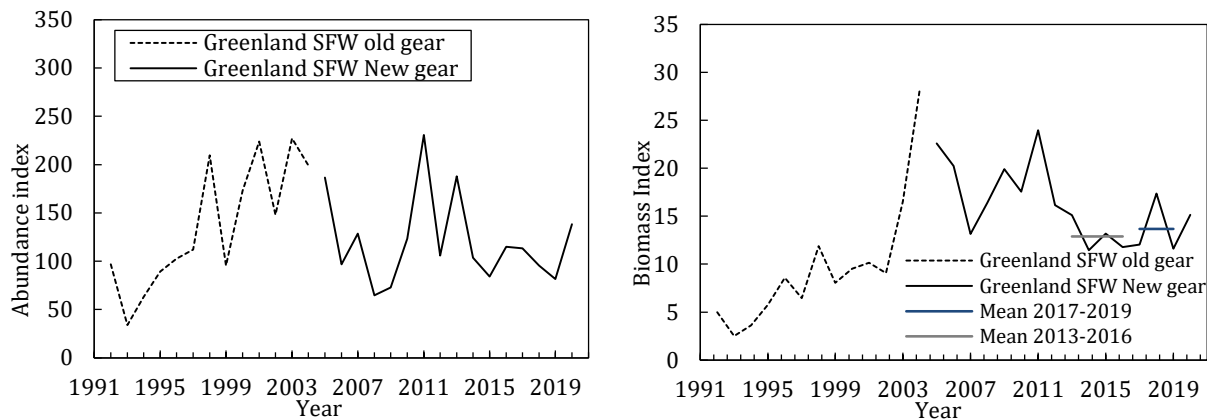 350
300
250
200
150
100
50
0
Abundance index
Greenland SFW old gear
Greenland SFW New gear
1991 1995 1999 2003 2007 2011 2015 2019
Year
35
30
25
20
15
10
5
0
Biomass Index
Greenland SFW old gear
Greenland SFW New gear
Mean 2017-2019
Mean 2013-2016
1991 1995 1999 2003 2007 2011 2015 2019
Year